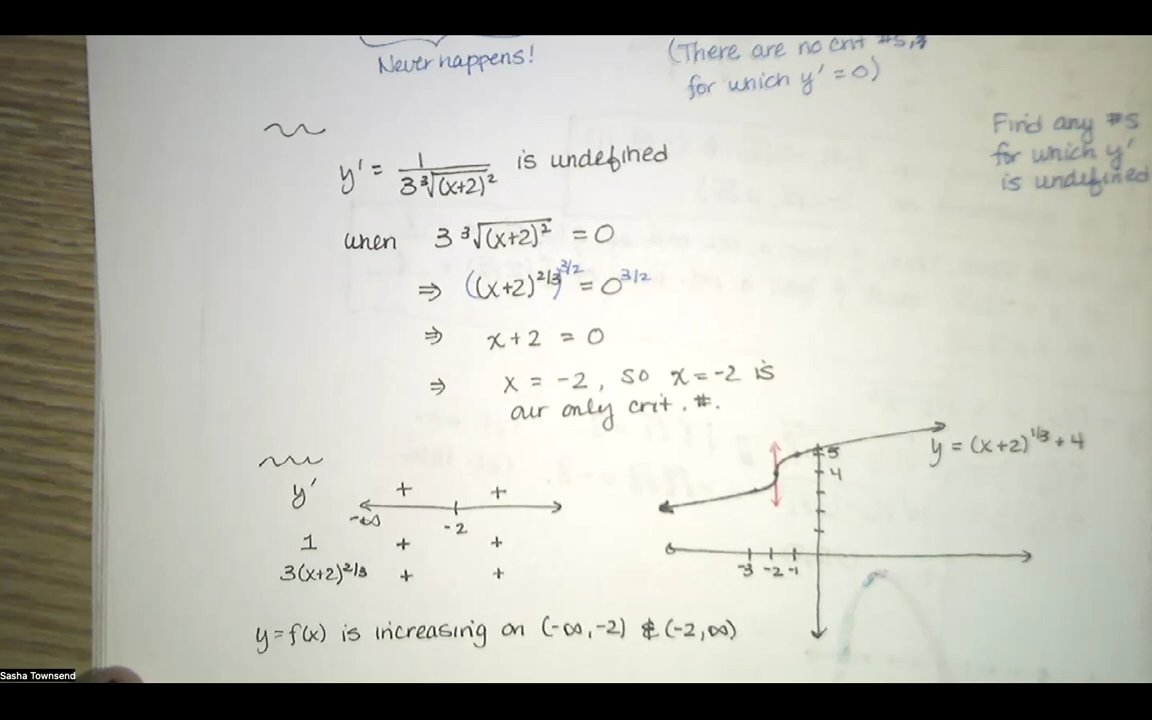 Never happens!
(There are no crit #s,
for which y' = 0)
Find any #s
for which y'
is undefined
y' = 1 / 3∛(x+2)² is undefined
when 3 ∛(x+2)² = 0
⇒ ((x+2)^2/3)^3/2 = 0^3/2
⇒ x+2 = 0
⇒ x = -2, so x = -2 is
our only crit. #.
y = (x+2)^1/3 + 4
5
4
-3 -2 -1
y' + +
-∞ -2
1 + +
3(x+2)^2/3 + +
y = f(x) is increasing on (-∞, -2) & (-2, ∞)
Sasha Townsend